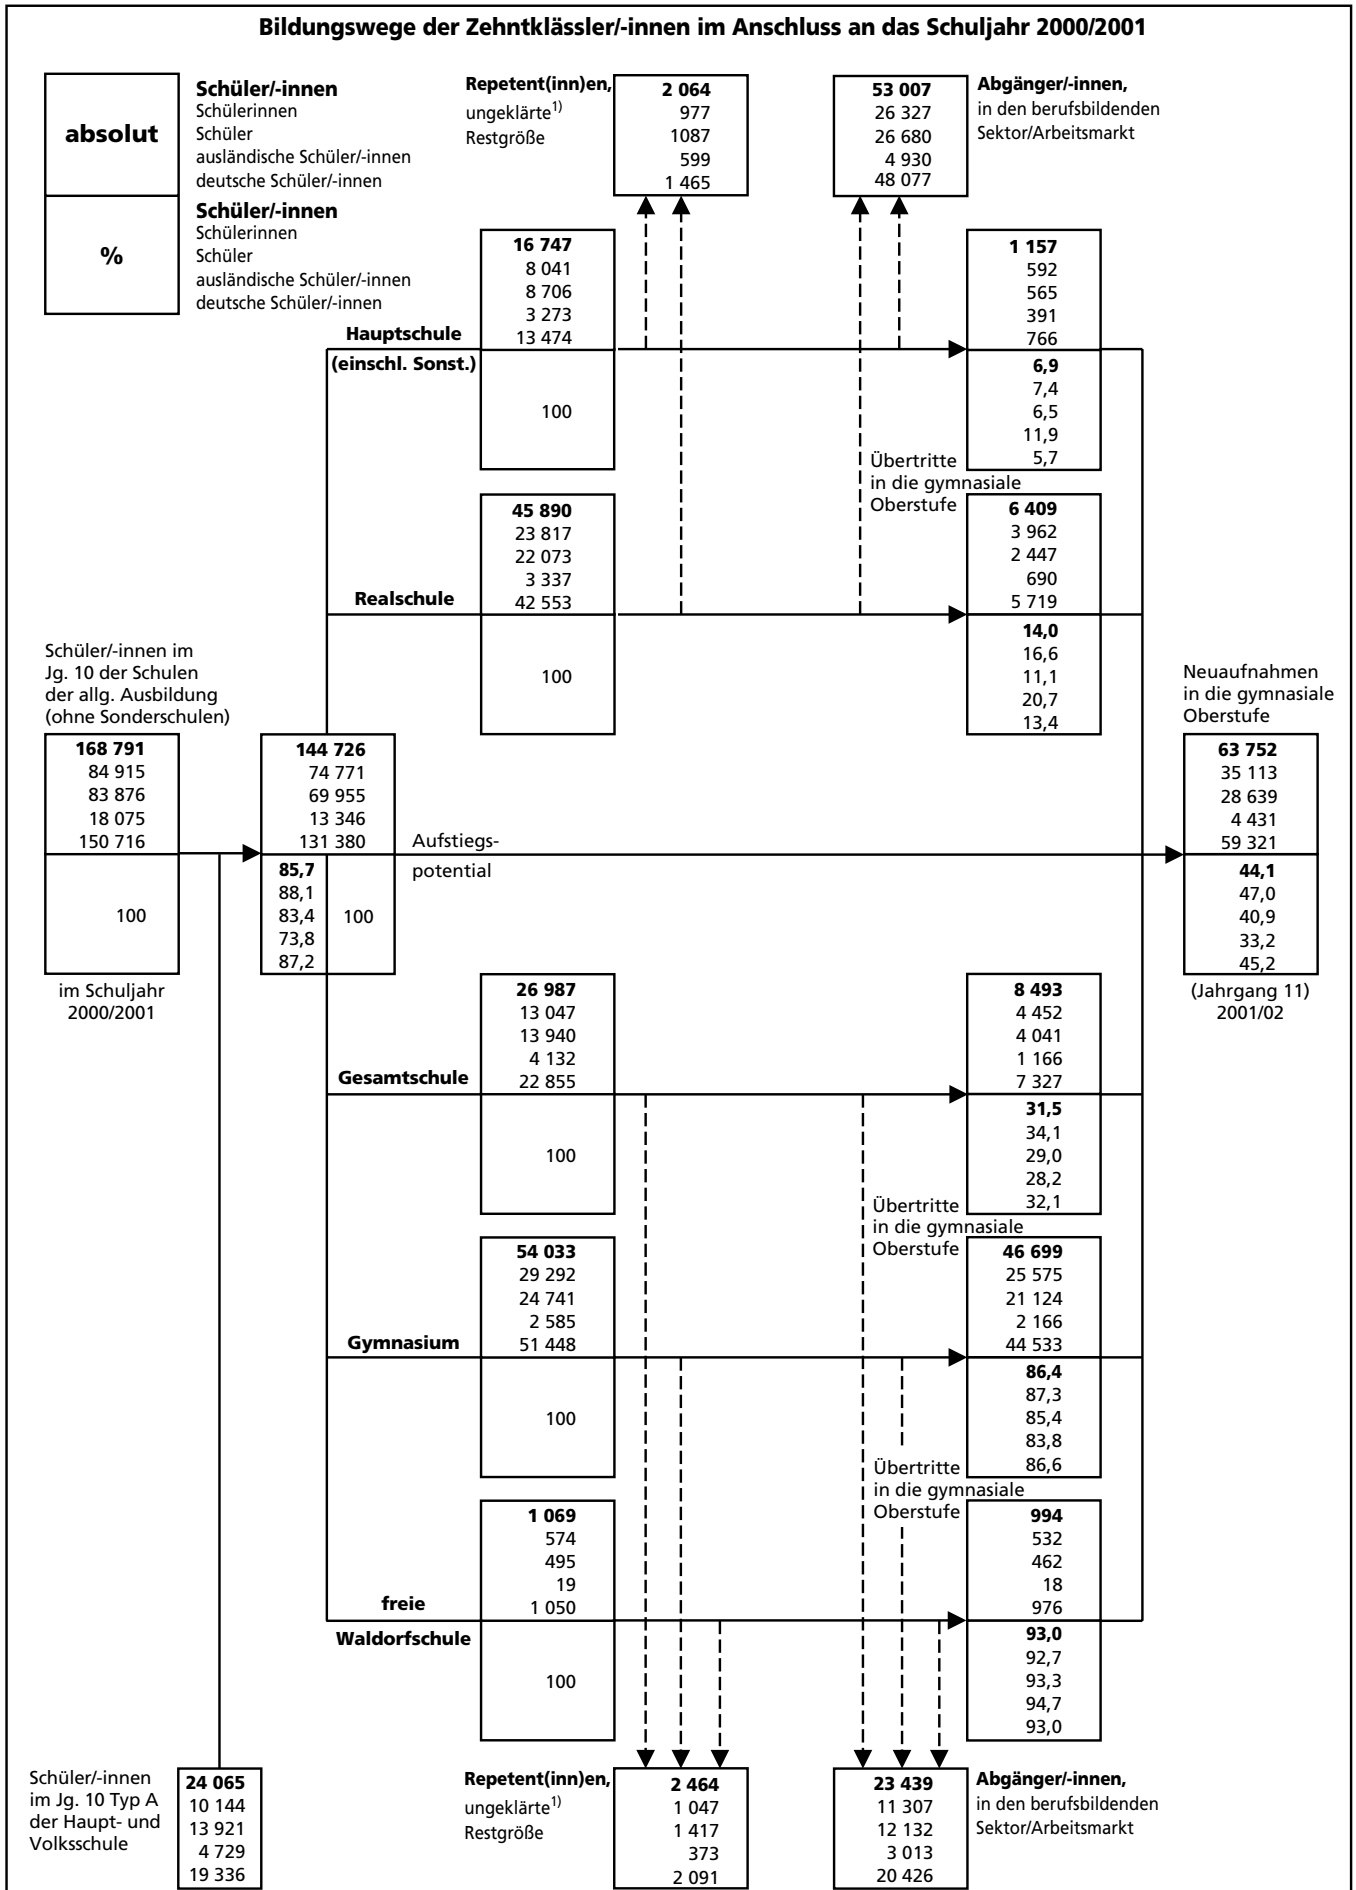 Bildungswege der Zehntklässler/-innen im Anschluss an das Schuljahr 2000/2001
absolut
Schüler/-innen
Schülerinnen
Schüler
ausländische Schüler/-innen
deutsche Schüler/-innen
%
Schüler/-innen
Schülerinnen
Schüler
ausländische Schüler/-innen
deutsche Schüler/-innen
Repetent(inn)en,
ungeklärte1)
Restgröße
2 064
977
1087
599
1 465
53 007
26 327
26 680
4 930
48 077
Abgänger/-innen,
in den berufsbildenden
Sektor/Arbeitsmarkt
Hauptschule
(einschl. Sonst.)
16 747
8 041
8 706
3 273
13 474
100
1 157
592
565
391
766
6,9
7,4
6,5
11,9
5,7
Übertritte
in die gymnasiale
Oberstufe
Realschule
45 890
23 817
22 073
3 337
42 553
100
6 409
3 962
2 447
690
5 719
14,0
16,6
11,1
20,7
13,4
Schüler/-innen im
Jg. 10 der Schulen
der allg. Ausbildung
(ohne Sonderschulen)
168 791
84 915
83 876
18 075
150 716
100
im Schuljahr
2000/2001
144 726
74 771
69 955
13 346
131 380
85,7
88,1
83,4
73,8
87,2
100
Aufstiegs-
potential
Neuaufnahmen
in die gymnasiale
Oberstufe
63 752
35 113
28 639
4 431
59 321
44,1
47,0
40,9
33,2
45,2
(Jahrgang 11)
2001/02
Gesamtschule
26 987
13 047
13 940
4 132
22 855
100
8 493
4 452
4 041
1 166
7 327
31,5
34,1
29,0
28,2
32,1
Übertritte
in die gymnasiale
Oberstufe
Gymnasium
54 033
29 292
24 741
2 585
51 448
100
46 699
25 575
21 124
2 166
44 533
86,4
87,3
85,4
83,8
86,6
Übertritte
in die gymnasiale
Oberstufe
freie
Waldorfschule
1 069
574
495
19
1 050
100
994
532
462
18
976
93,0
92,7
93,3
94,7
93,0
Schüler/-innen
im Jg. 10 Typ A
der Haupt- und
Volksschule
24 065
10 144
13 921
4 729
19 336
Repetent(inn)en,
ungeklärte1)
Restgröße
2 464
1 047
1 417
373
2 091
23 439
11 307
12 132
3 013
20 426
Abgänger/-innen,
in den berufsbildenden
Sektor/Arbeitsmarkt